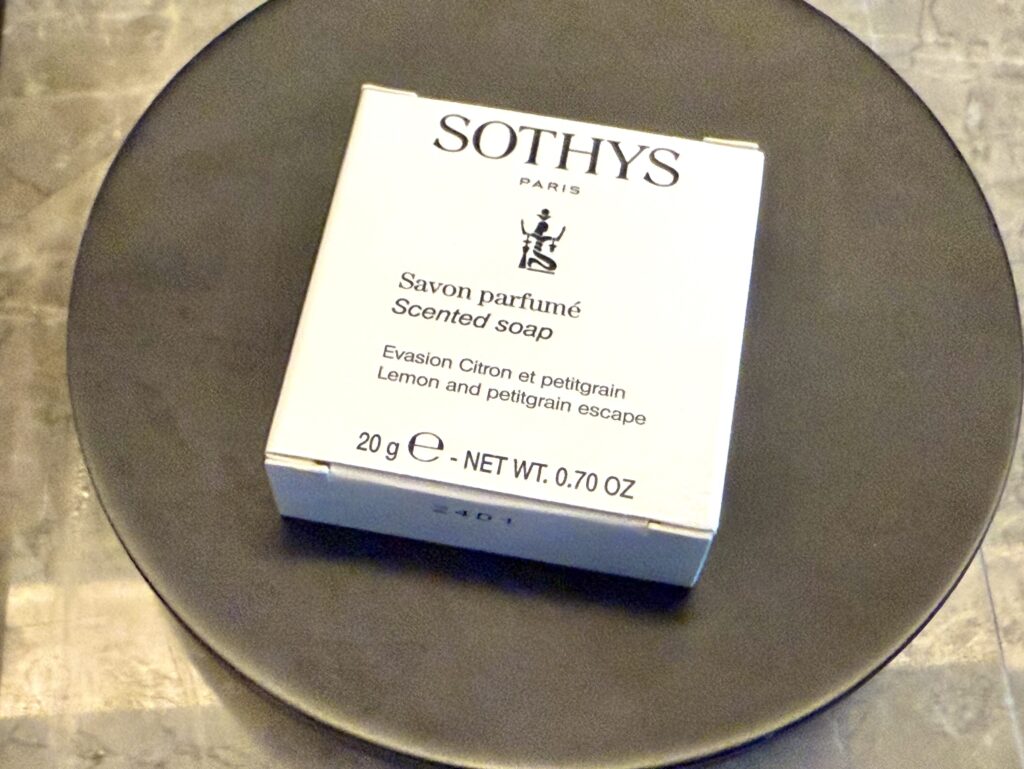 SOTHYS
PARIS
Savon parfumé
Scented soap
Evasion Citron et petitgrain
Lemon and petitgrain escape
20 g ℮ - NET WT. 0.70 OZ